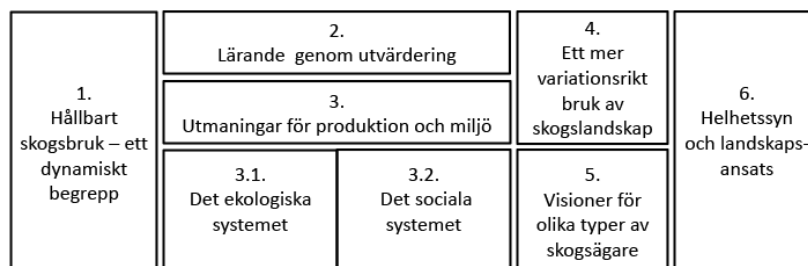 1.
Hållbart
skogsbruk – ett
dynamiskt
begrepp
2.
Lärande genom utvärdering
3.
Utmaningar för produktion och miljö
3.1.
Det ekologiska
systemet
3.2.
Det sociala
systemet
4.
Ett mer
variationsrikt
bruk av
skogslandskap
5.
Visioner för
olika typer av
skogsägare
6.
Helhetssyn
och landskaps-
ansats